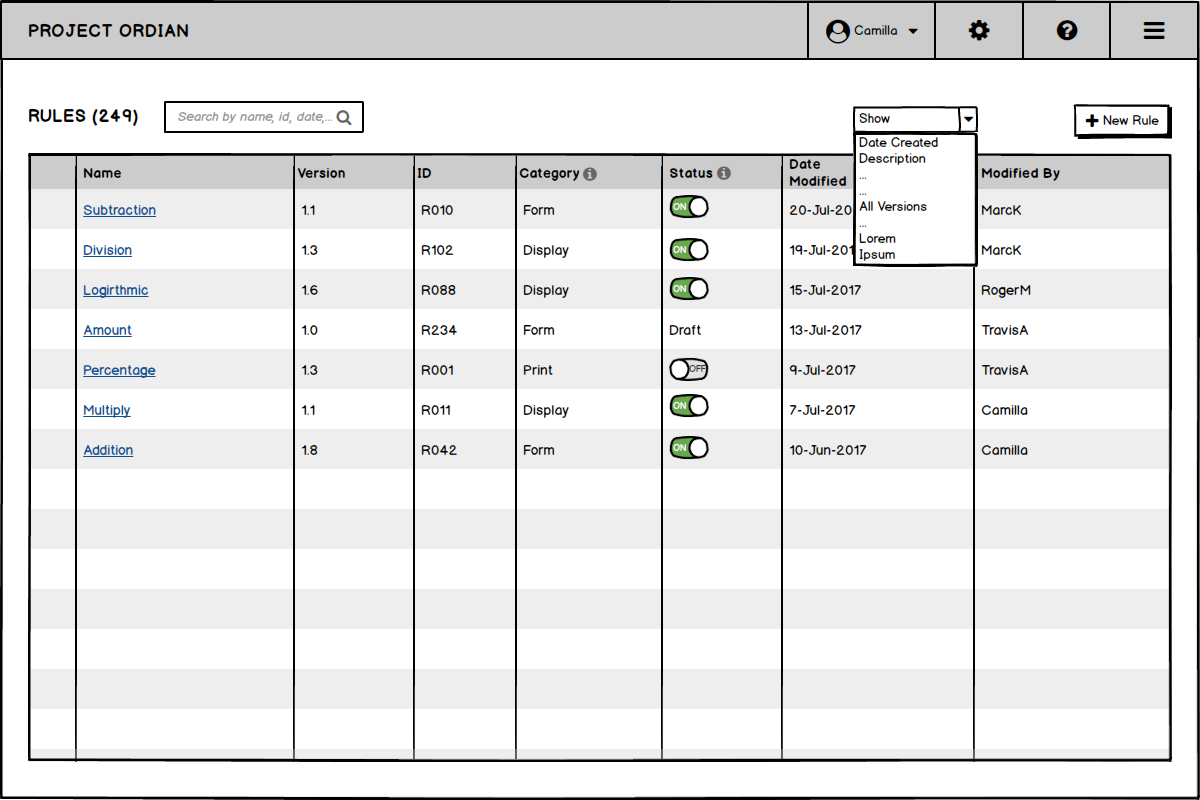 PROJECT ORDIAN
Camilla
RULES (249)
Search by name, id, date,...
Show
New Rule
Date Created
Description
...
...
All Versions
...
Lorem
Ipsum
Name Version ID Category Status Date Modified Modified By
Subtraction 1.1 R010 Form ON 20-Jul-20 MarcK
Division 1.3 R102 Display ON 19-Jul-201 MarcK
Logirthmic 1.6 R088 Display ON 15-Jul-2017 RogerM
Amount 1.0 R234 Form Draft 13-Jul-2017 TravisA
Percentage 1.3 R001 Print OFF 9-Jul-2017 TravisA
Multiply 1.1 R011 Display ON 7-Jul-2017 Camilla
Addition 1.8 R042 Form ON 10-Jun-2017 Camilla